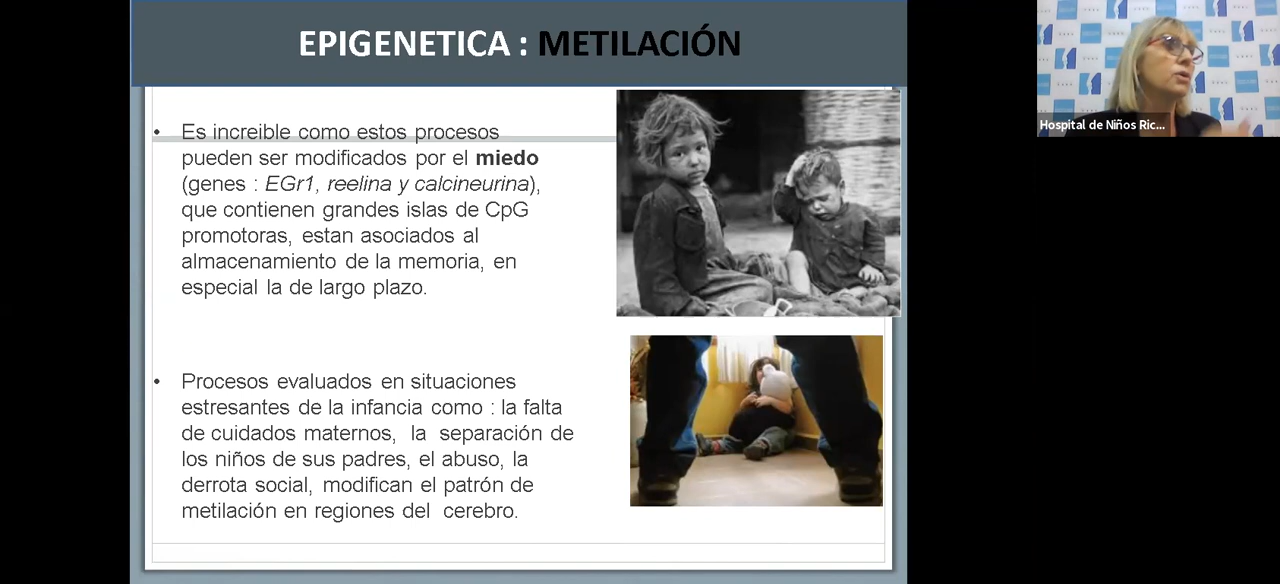 EPIGENETICA : METILACIÓN
• Es increible como estos procesos
pueden ser modificados por el miedo
(genes : EGr1, reelina y calcineurina),
que contienen grandes islas de CpG
promotoras, estan asociados al
almacenamiento de la memoria, en
especial la de largo plazo.
• Procesos evaluados en situaciones
estresantes de la infancia como : la falta
de cuidados maternos, la separación de
los niños de sus padres, el abuso, la
derrota social, modifican el patrón de
metilación en regiones del cerebro.
Hospital de Niños Ric...